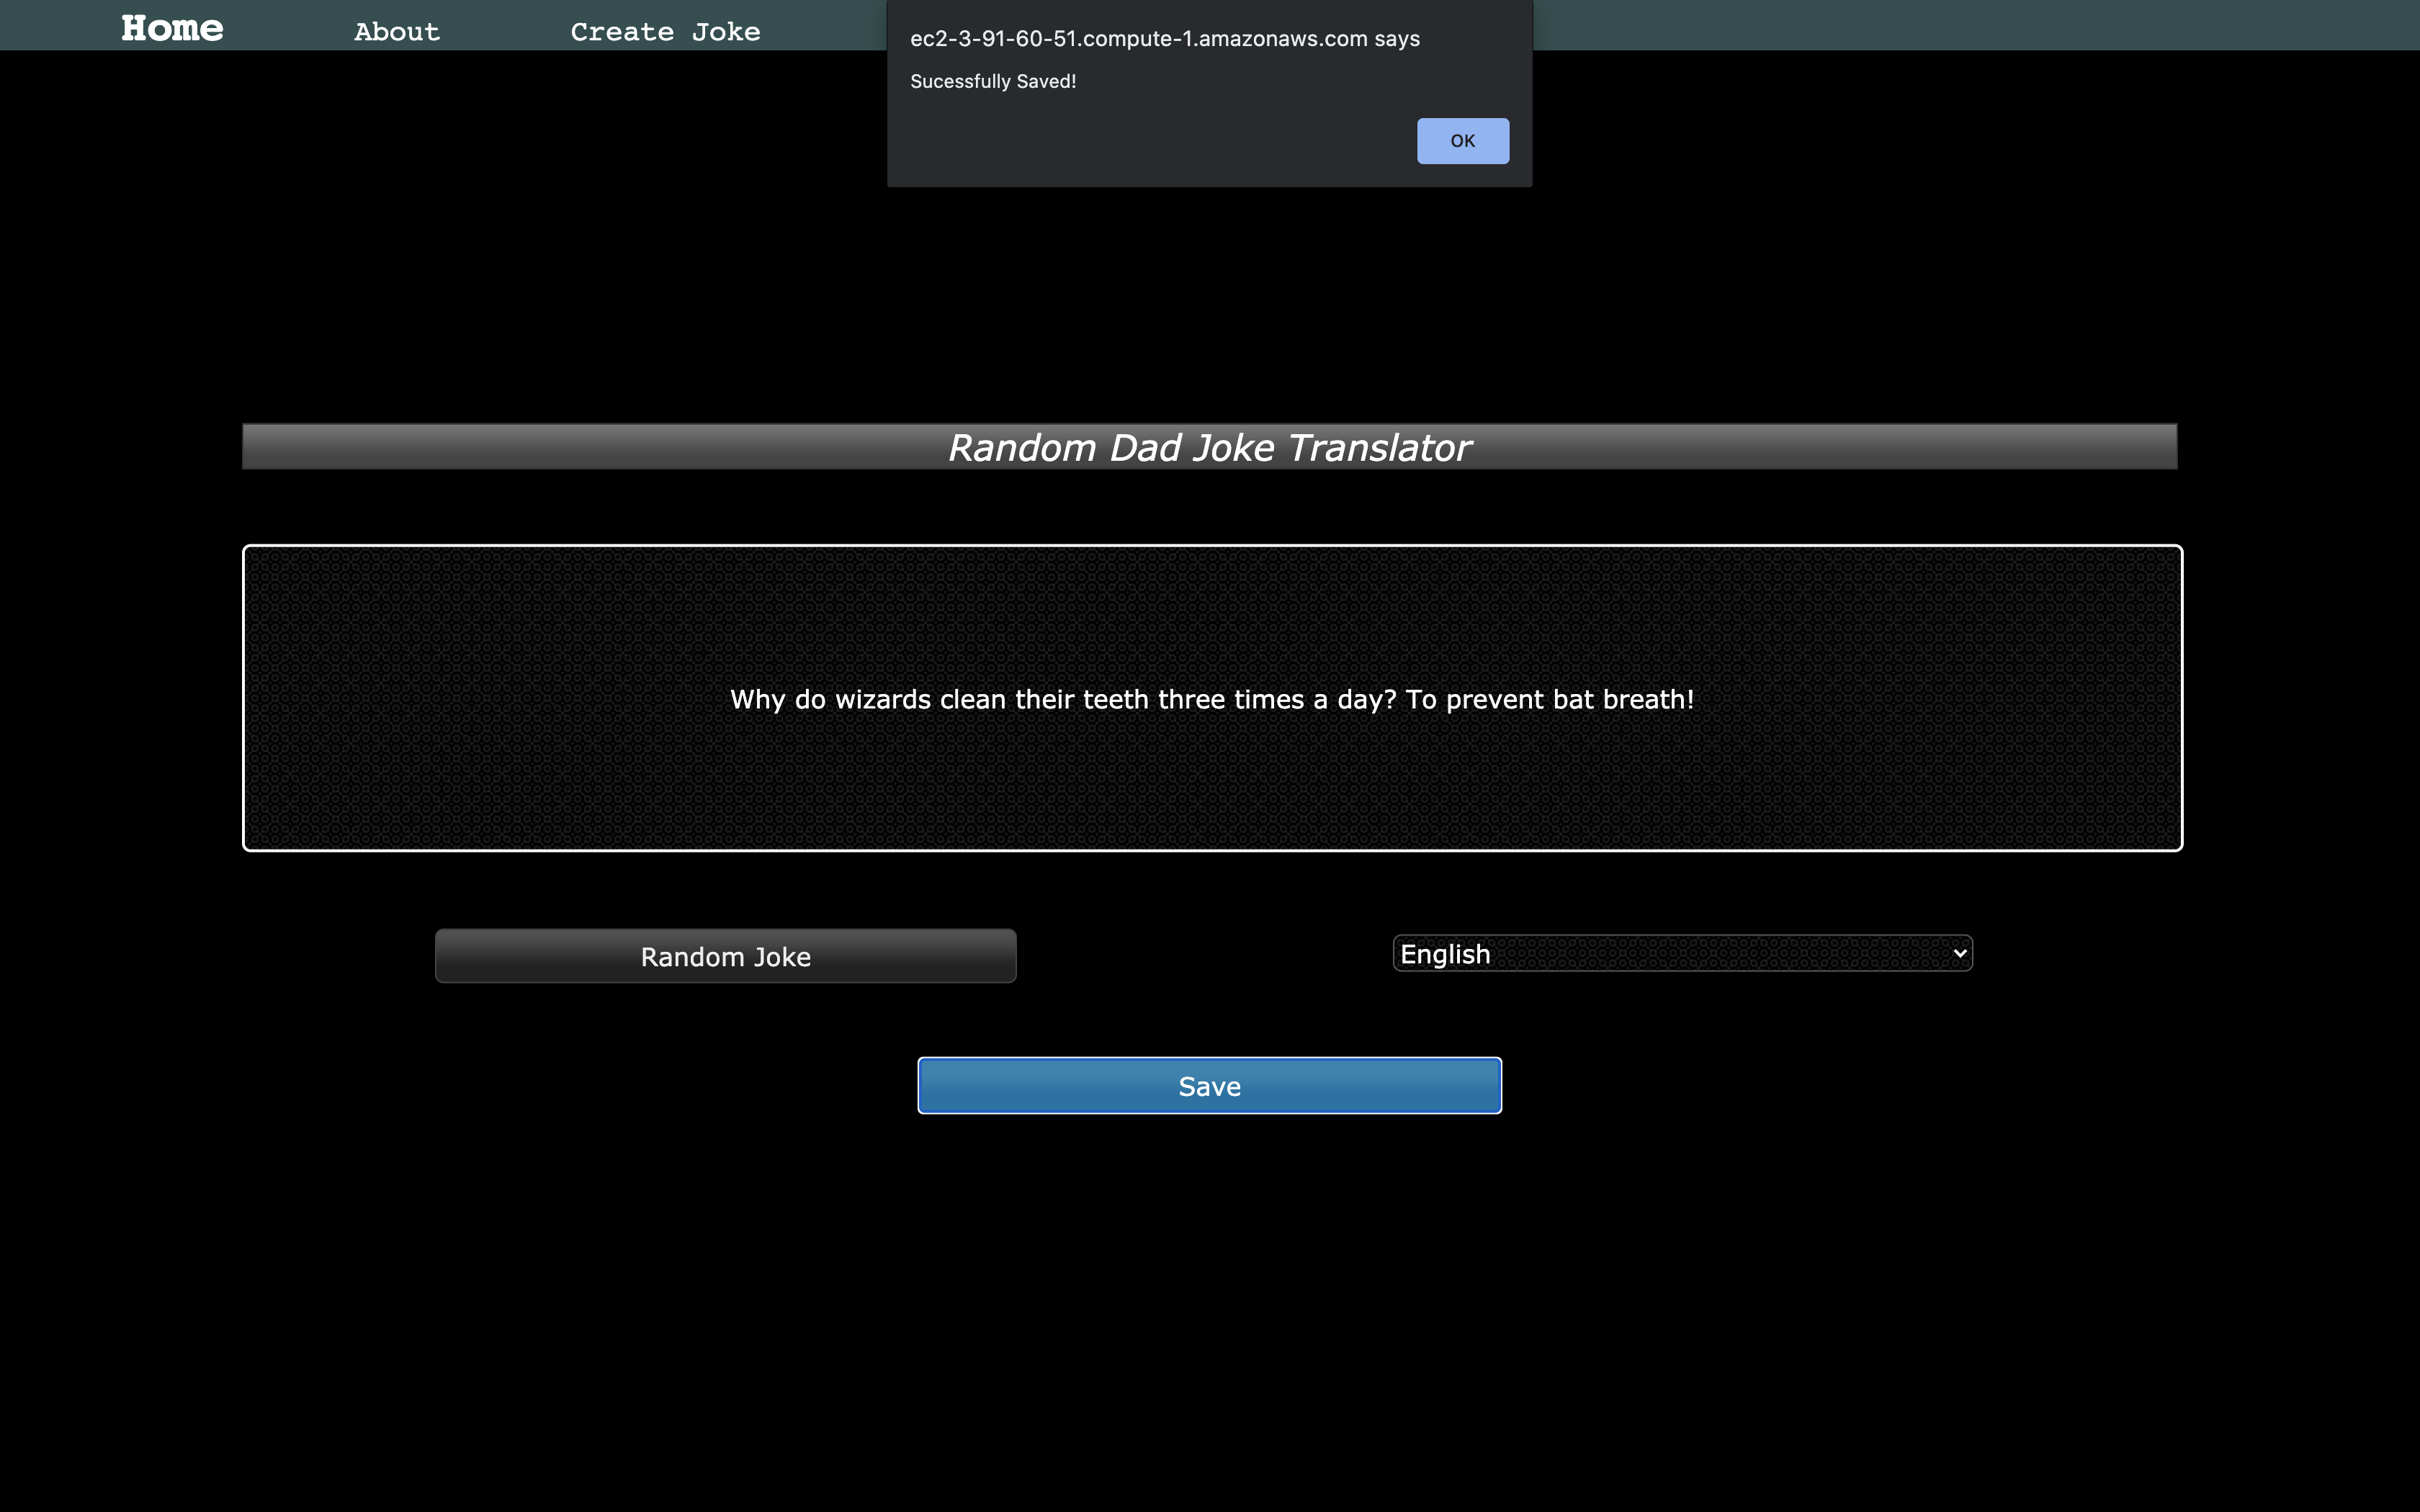 Home About Create Joke
ec2-3-91-60-51.compute-1.amazonaws.com says
Sucessfully Saved!
OK
Random Dad Joke Translator
Why do wizards clean their teeth three times a day? To prevent bat breath!
Random Joke English
Save